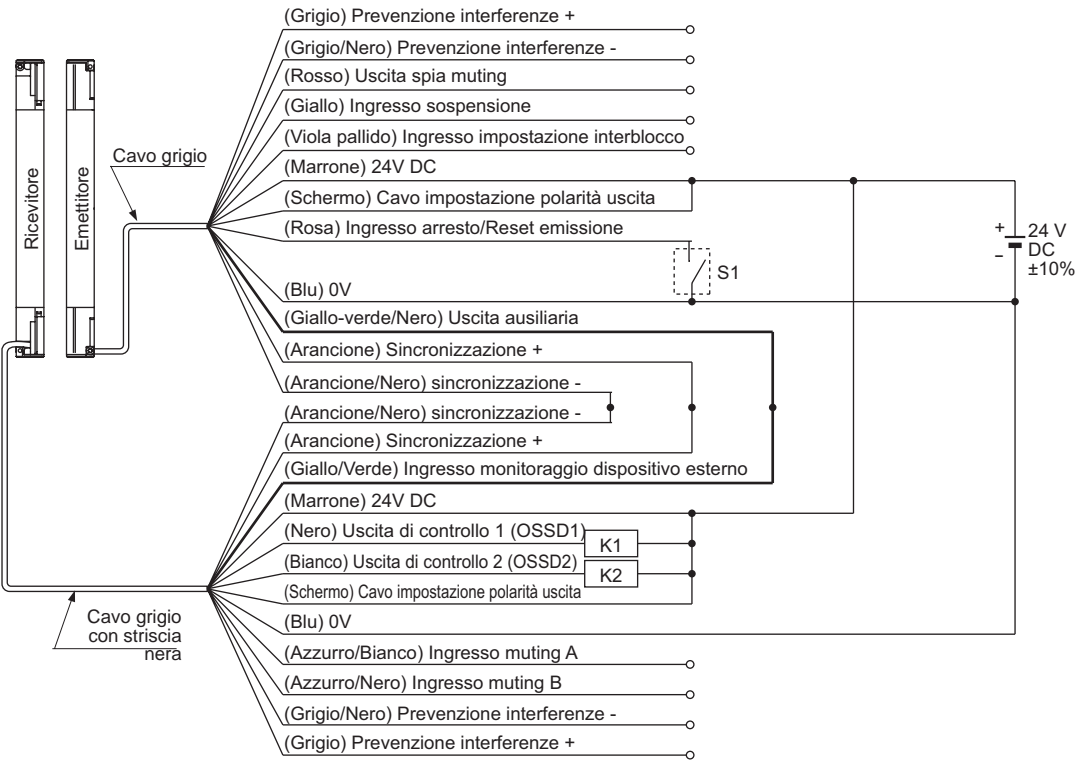 (Grigio) Prevenzione interferenze +
(Grigio/Nero) Prevenzione interferenze -
(Rosso) Uscita spia muting
(Giallo) Ingresso sospensione
(Viola pallido) Ingresso impostazione interblocco
(Marrone) 24V DC
(Schermo) Cavo impostazione polarità uscita
(Rosa) Ingresso arresto/Reset emissione
(Blu) 0V
(Giallo-verde/Nero) Uscita ausiliaria
(Arancione) Sincronizzazione +
(Arancione/Nero) sincronizzazione -
(Arancione/Nero) sincronizzazione -
(Arancione) Sincronizzazione +
(Giallo/Verde) Ingresso monitoraggio dispositivo esterno
(Marrone) 24V DC
(Nero) Uscita di controllo 1 (OSSD1)
K1
(Bianco) Uscita di controllo 2 (OSSD2)
K2
(Schermo) Cavo impostazione polarità uscita
(Blu) 0V
(Azzurro/Bianco) Ingresso muting A
(Azzurro/Nero) Ingresso muting B
(Grigio/Nero) Prevenzione interferenze -
(Grigio) Prevenzione interferenze +
Ricevitore
Emettitore
Cavo grigio
Cavo grigio
con striscia
nera
S1
+
-
24 V
DC
±10%